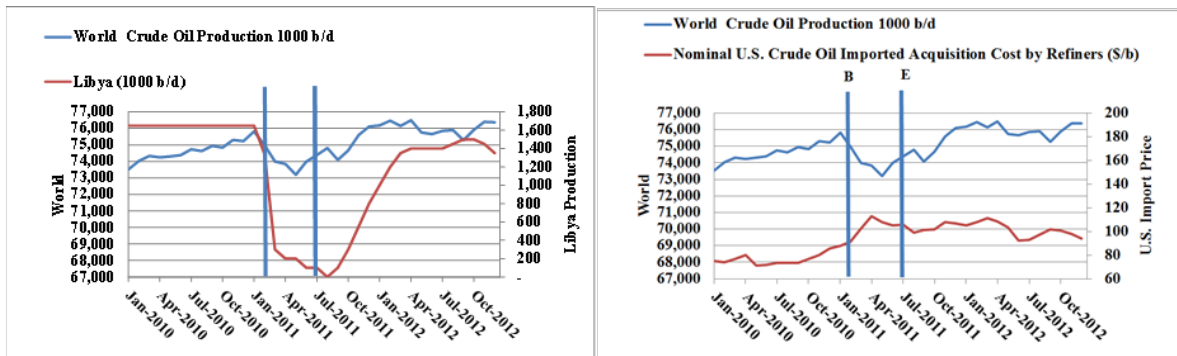 World Crude Oil Production 1000 b/d
Libya (1000 b/d)
77,000
76,000
75,000
74,000
73,000
72,000
71,000
70,000
69,000
68,000
67,000
World
1,800
1,600
1,400
1,200
1,000
800
600
400
200
-
Libya Production
Jan-2010
Apr-2010
Jul-2010
Oct-2010
Jan-2011
Apr-2011
Jul-2011
Oct-2011
Jan-2012
Apr-2012
Jul-2012
Oct-2012
World Crude Oil Production 1000 b/d
Nominal U.S. Crude Oil Imported Acquisition Cost by Refiners ($/b)
B
E
77,000
76,000
75,000
74,000
73,000
72,000
71,000
70,000
69,000
68,000
67,000
World
200
180
160
140
120
100
80
60
U.S. Import Price
Jan-2010
Apr-2010
Jul-2010
Oct-2010
Jan-2011
Apr-2011
Jul-2011
Oct-2011
Jan-2012
Apr-2012
Jul-2012
Oct-2012